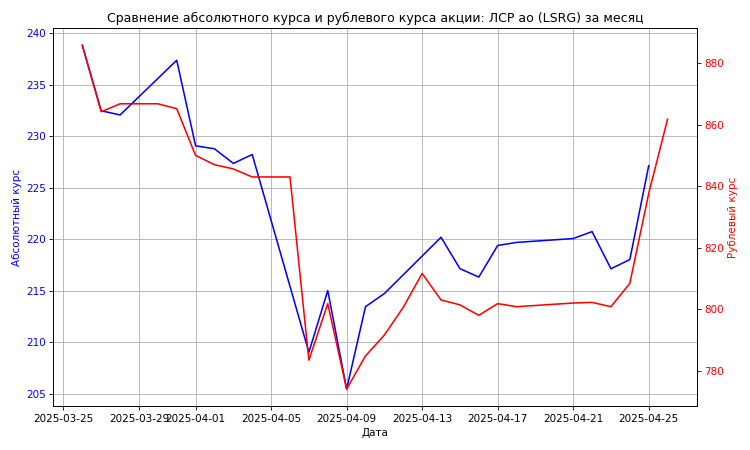 Сравнение абсолютного курса и рублевого курса акции: ЛСР ао (LSRG) за месяц
240
235
230
225
220
215
210
205
Абсолютный курс
880
860
840
820
800
780
Рублевый курс
2025-03-25 2025-03-29 2025-04-01 2025-04-05 2025-04-09 2025-04-13 2025-04-17 2025-04-21 2025-04-25
Дата